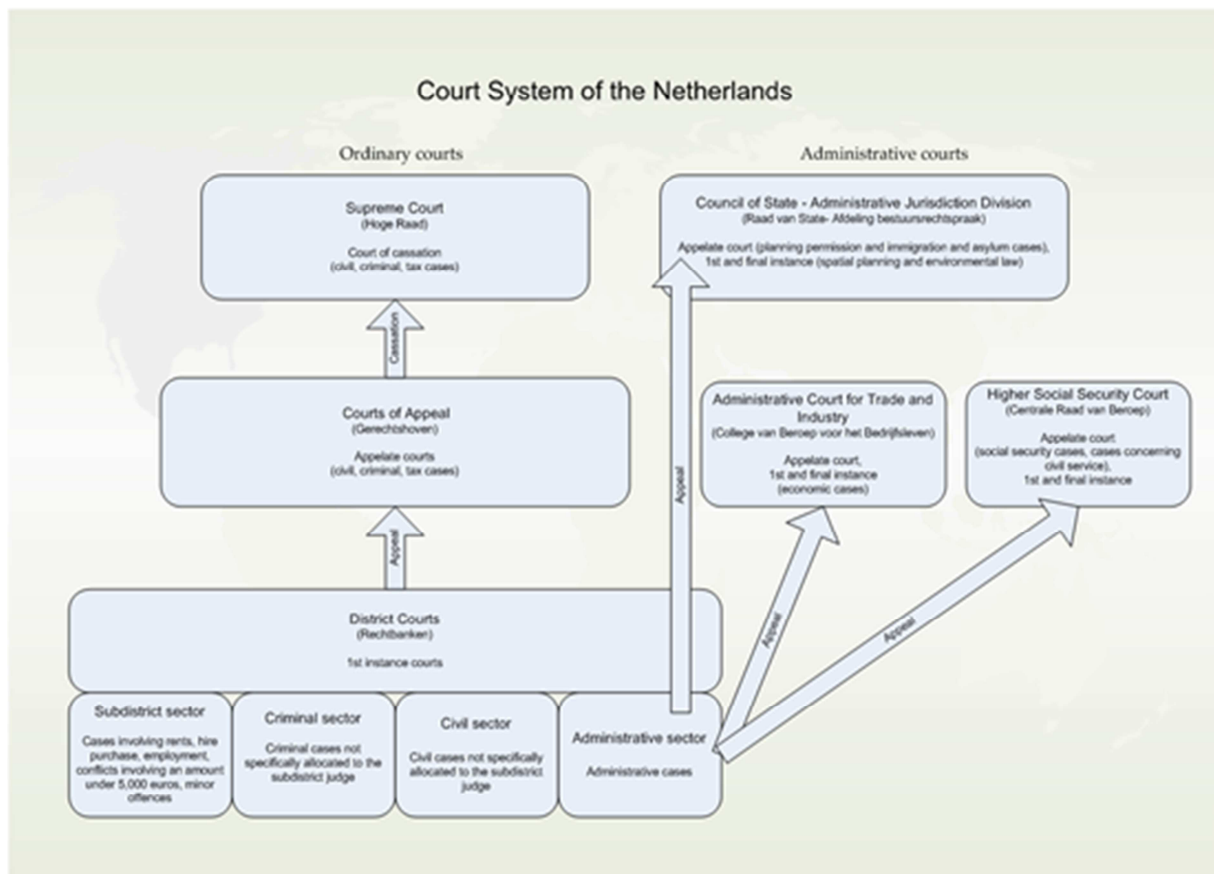 Court System of the Netherlands
Ordinary courts
Administrative courts
Supreme Court
(Hoge Raad)
Court of cassation
(civil, criminal, tax cases)
Council of State - Administrative Jurisdiction Division
(Raad van State- Afdeling bestuursrechtspraak)
Appelate court (planning permission and immigration and asylum cases),
1st and final instance (spatial planning and environmental law)
Cassation
Courts of Appeal
(Gerechtshoven)
Appelate courts
(civil, criminal, tax cases)
Administrative Court for Trade and
Industry
(College van Beroep voor het Bedrijfsleven)
Appelate court,
1st and final instance
(economic cases)
Higher Social Security Court
(Centrale Raad van Beroep)
Appelate court
(social security cases, cases concerning
civil service),
1st and final instance
Appeal
Appeal
Appeal
Appeal
District Courts
(Rechtbanken)
1st instance courts
Subdistrict sector
Cases involving rents, hire
purchase, employment,
conflicts involving an amount
under 5,000 euros, minor
offences
Criminal sector
Criminal cases not
specifically allocated to the
subdistrict judge
Civil sector
Civil cases not specifically
allocated to the subdistrict
judge
Administrative sector
Administrative cases